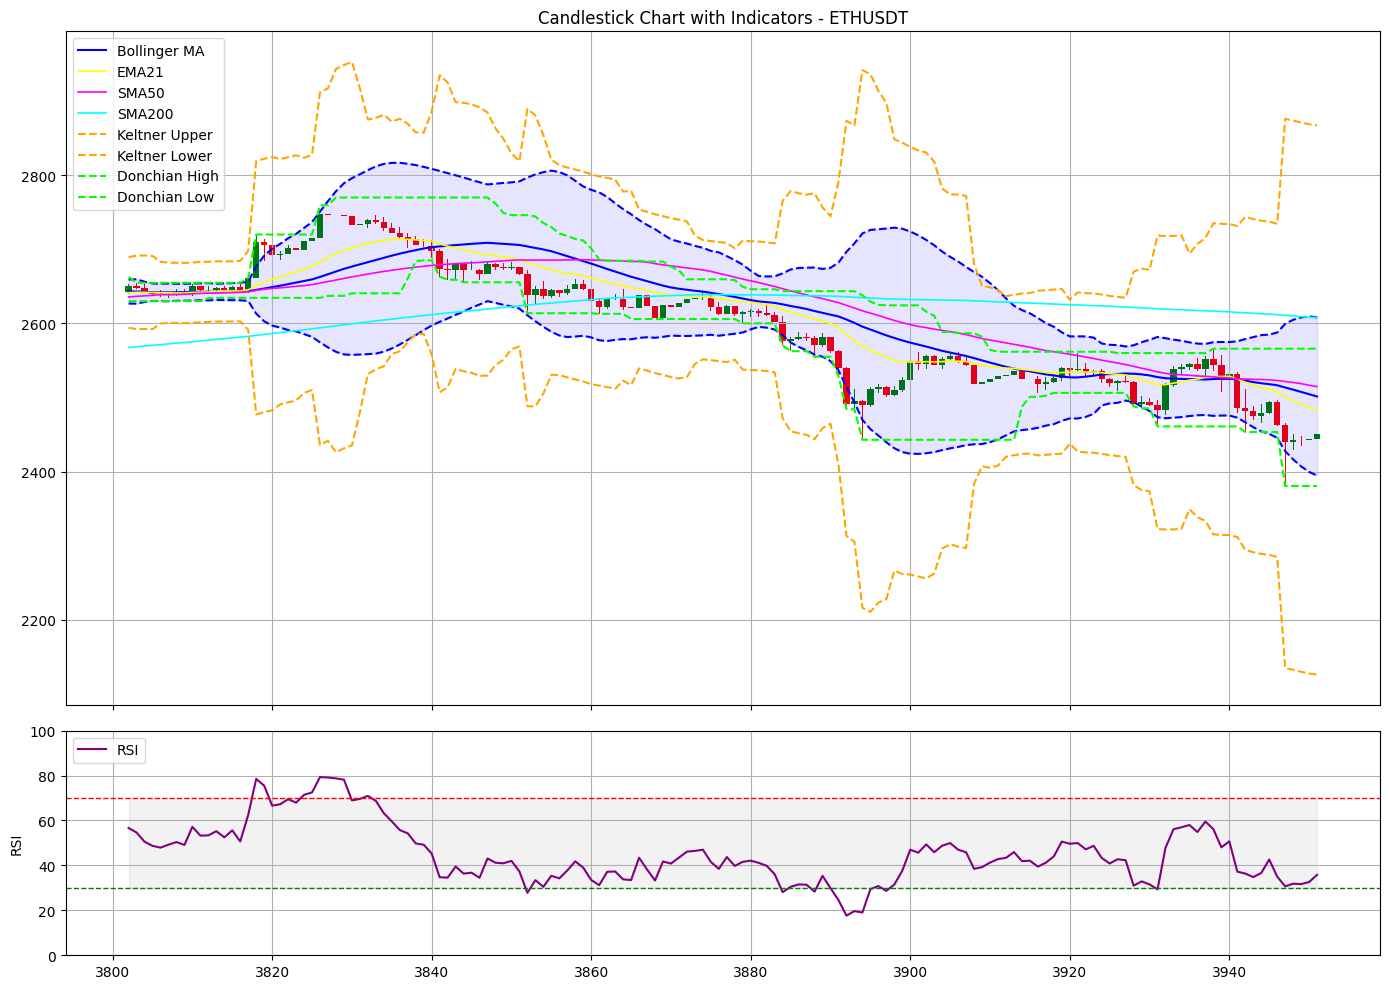 Candlestick Chart with Indicators - ETHUSDT
Bollinger MA
EMA21
SMA50
SMA200
Keltner Upper
Keltner Lower
Donchian High
Donchian Low
2800
2600
2400
2200
RSI
100
80
60
40
20
0
RSI
3800
3820
3840
3860
3880
3900
3920
3940